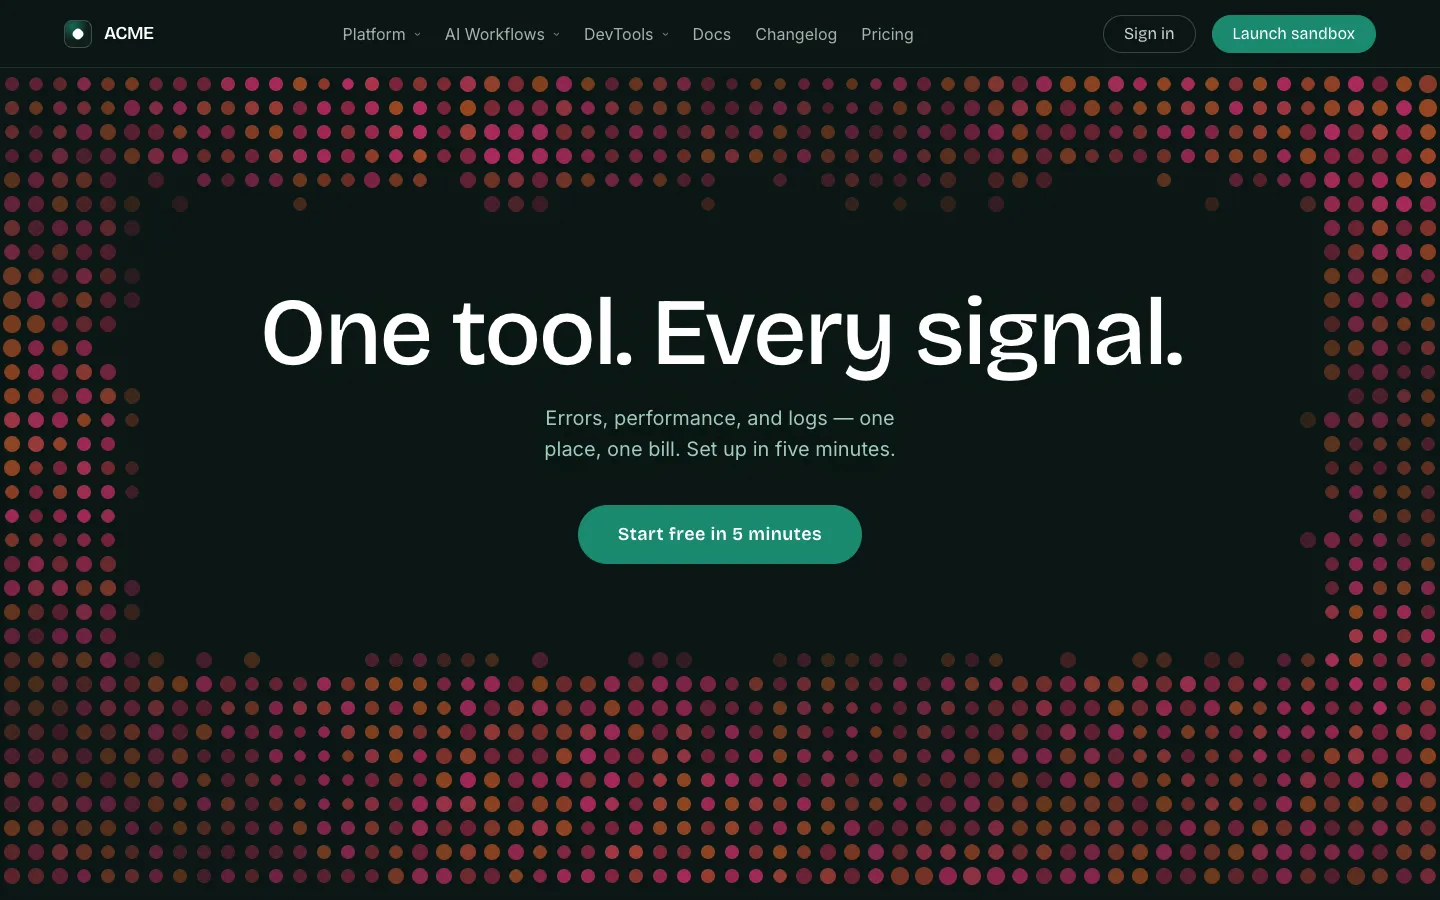 ACME
Platform
AI Workflows
DevTools
Docs
Changelog
Pricing
Sign in
Launch sandbox
One tool. Every signal.
Errors, performance, and logs — one
place, one bill. Set up in five minutes.
Start free in 5 minutes